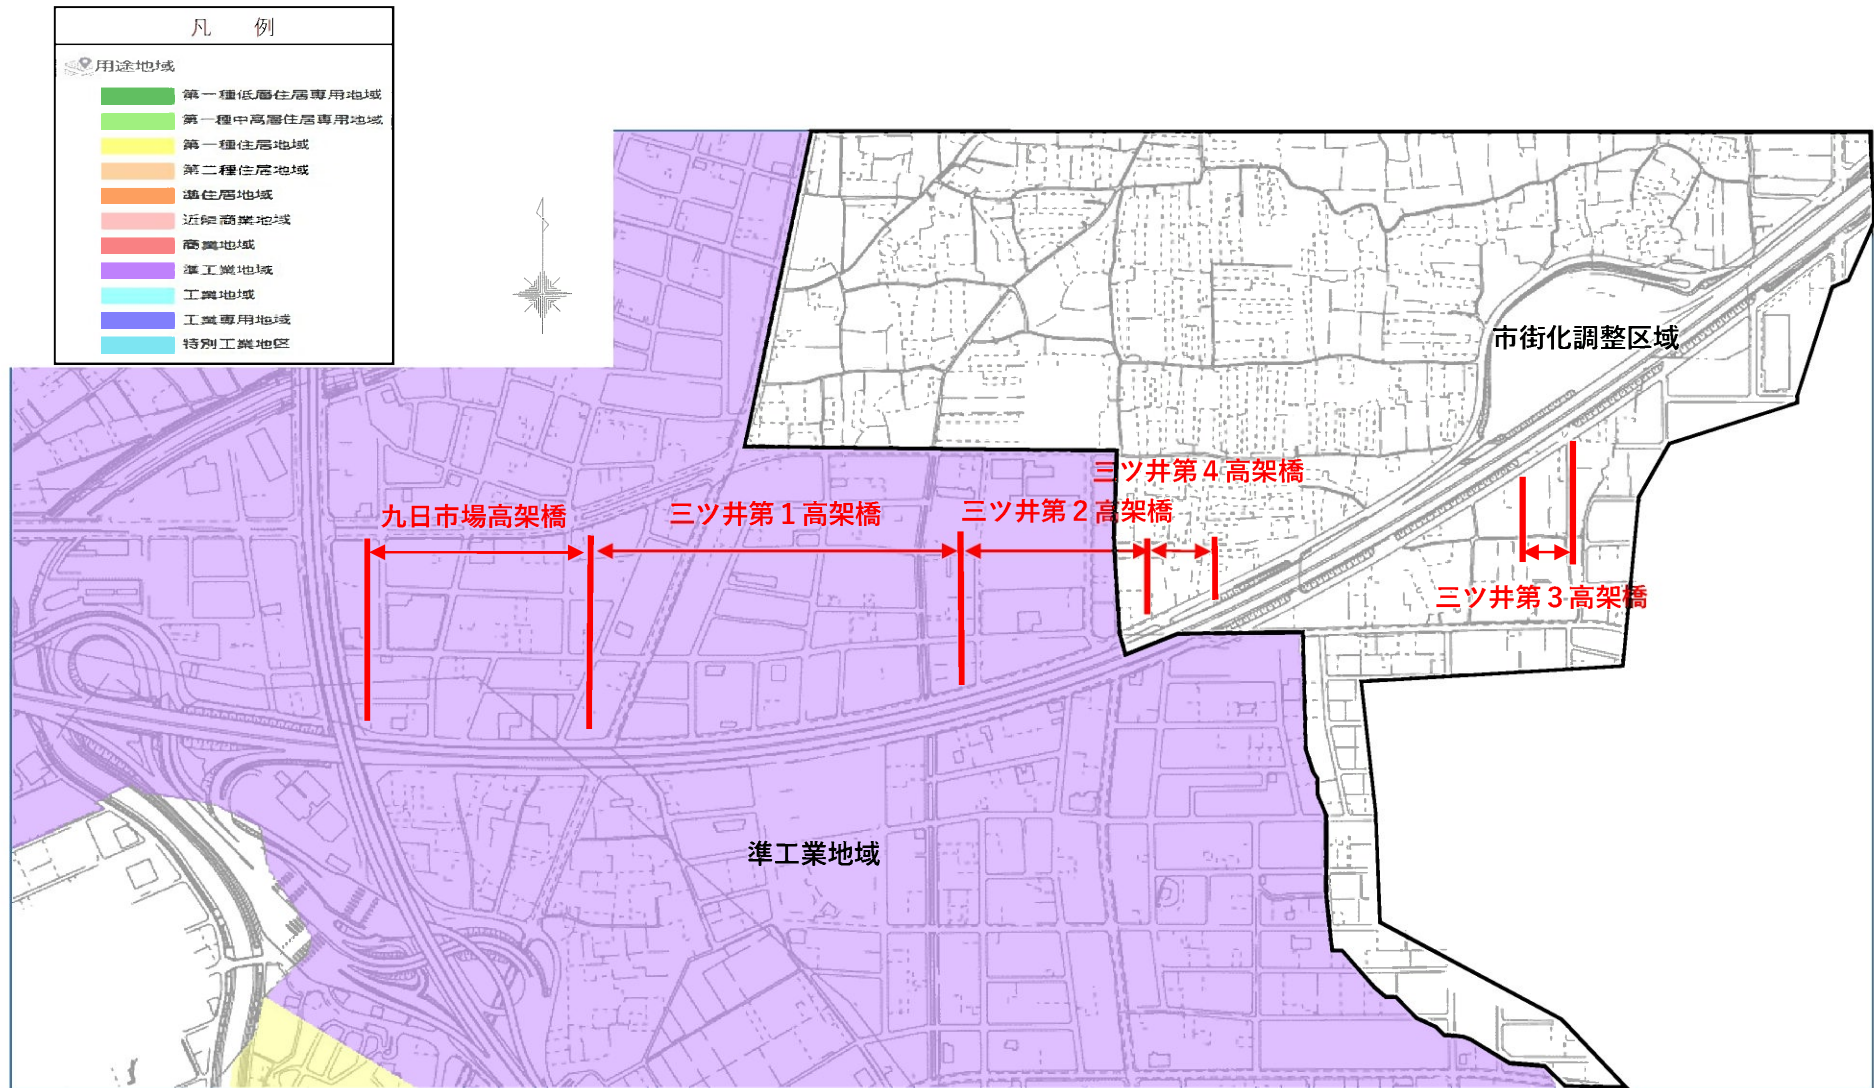 凡 例
用途地域
第一種低層住居専用地域
第一種中高層住居専用地域
第一種住居地域
第二種住居地域
準住居地域
近隣商業地域
商業地域
準工業地域
工業地域
工業専用地域
特別工業地区
市街化調整区域
三ツ井第４高架橋
九日市場高架橋
三ツ井第１高架橋
三ツ井第２高架橋
三ツ井第３高架橋
準工業地域